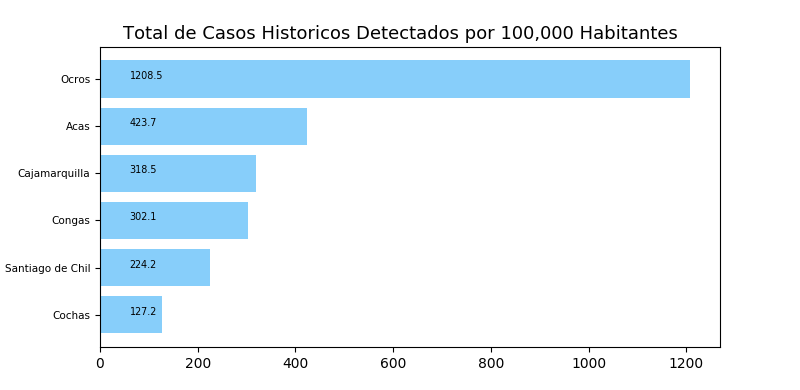 Total de Casos Historicos Detectados por 100,000 Habitantes
Ocros 1208.5
Acas 423.7
Cajamarquilla 318.5
Congas 302.1
Santiago de Chil 224.2
Cochas 127.2
0 200 400 600 800 1000 1200